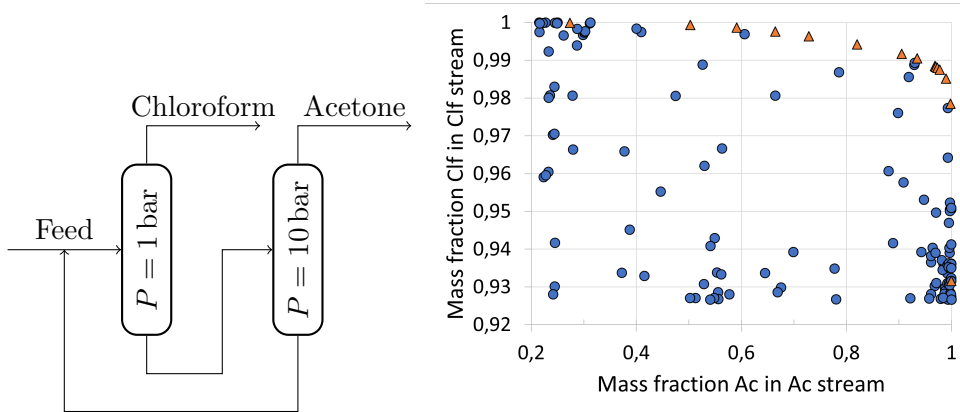 Chloroform
Acetone
Feed
P = 1 bar
P = 10 bar
Mass fraction Clf in Clf stream
1
0,99
0,98
0,97
0,96
0,95
0,94
0,93
0,92
0,2
0,4
0,6
0,8
1
Mass fraction Ac in Ac stream